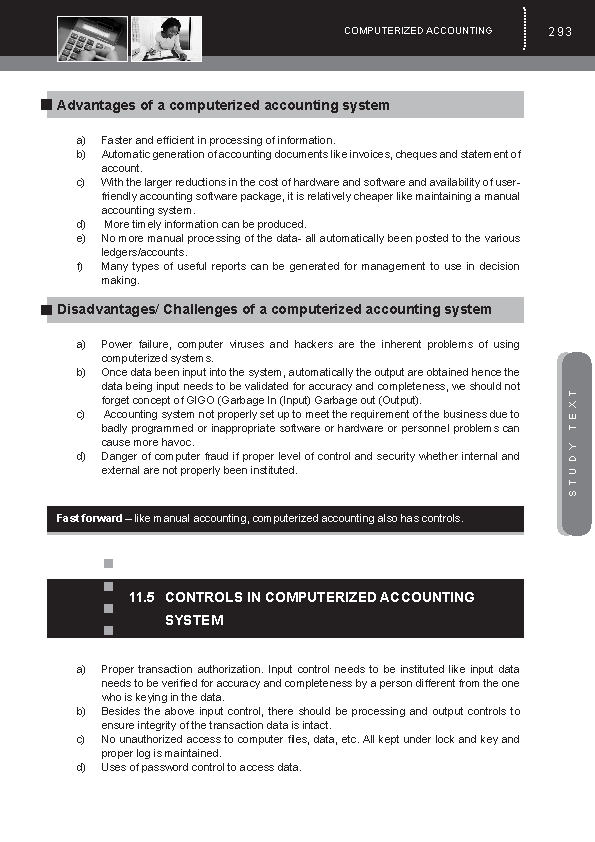 COMPUTERIZED ACCOUNTING 293
Advantages of a computerized accounting system
a) Faster and efficient in processing of information.
b) Automatic generation of accounting documents like invoices, cheques and statement of
account.
c) With the larger reductions in the cost of hardware and software and availability of user-
friendly accounting software package, it is relatively cheaper like maintaining a manual
accounting system.
d) More timely information can be produced.
e) No more manual processing of the data- all automatically been posted to the various
ledgers/accounts.
f) Many types of useful reports can be generated for management to use in decision
making.
Disadvantages/ Challenges of a computerized accounting system
a) Power failure, computer viruses and hackers are the inherent problems of using
computerized systems.
b) Once data been input into the system, automatically the output are obtained hence the
data being input needs to be validated for accuracy and completeness, we should not
forget concept of GIGO (Garbage In (Input) Garbage out (Output).
c) Accounting system not properly set up to meet the requirement of the business due to
badly programmed or inappropriate software or hardware or personnel problems can
cause more havoc.
d) Danger of computer fraud if proper level of control and security whether internal and
external are not properly been instituted.
STUDY TEXT
Fast forward – like manual accounting, computerized accounting also has controls.
11.5 CONTROLS IN COMPUTERIZED ACCOUNTING
SYSTEM
a) Proper transaction authorization. Input control needs to be instituted like input data
needs to be verified for accuracy and completeness by a person different from the one
who is keying in the data.
b) Besides the above input control, there should be processing and output controls to
ensure integrity of the transaction data is intact.
c) No unauthorized access to computer files, data, etc. All kept under lock and key and
proper log is maintained.
d) Uses of password control to access data.